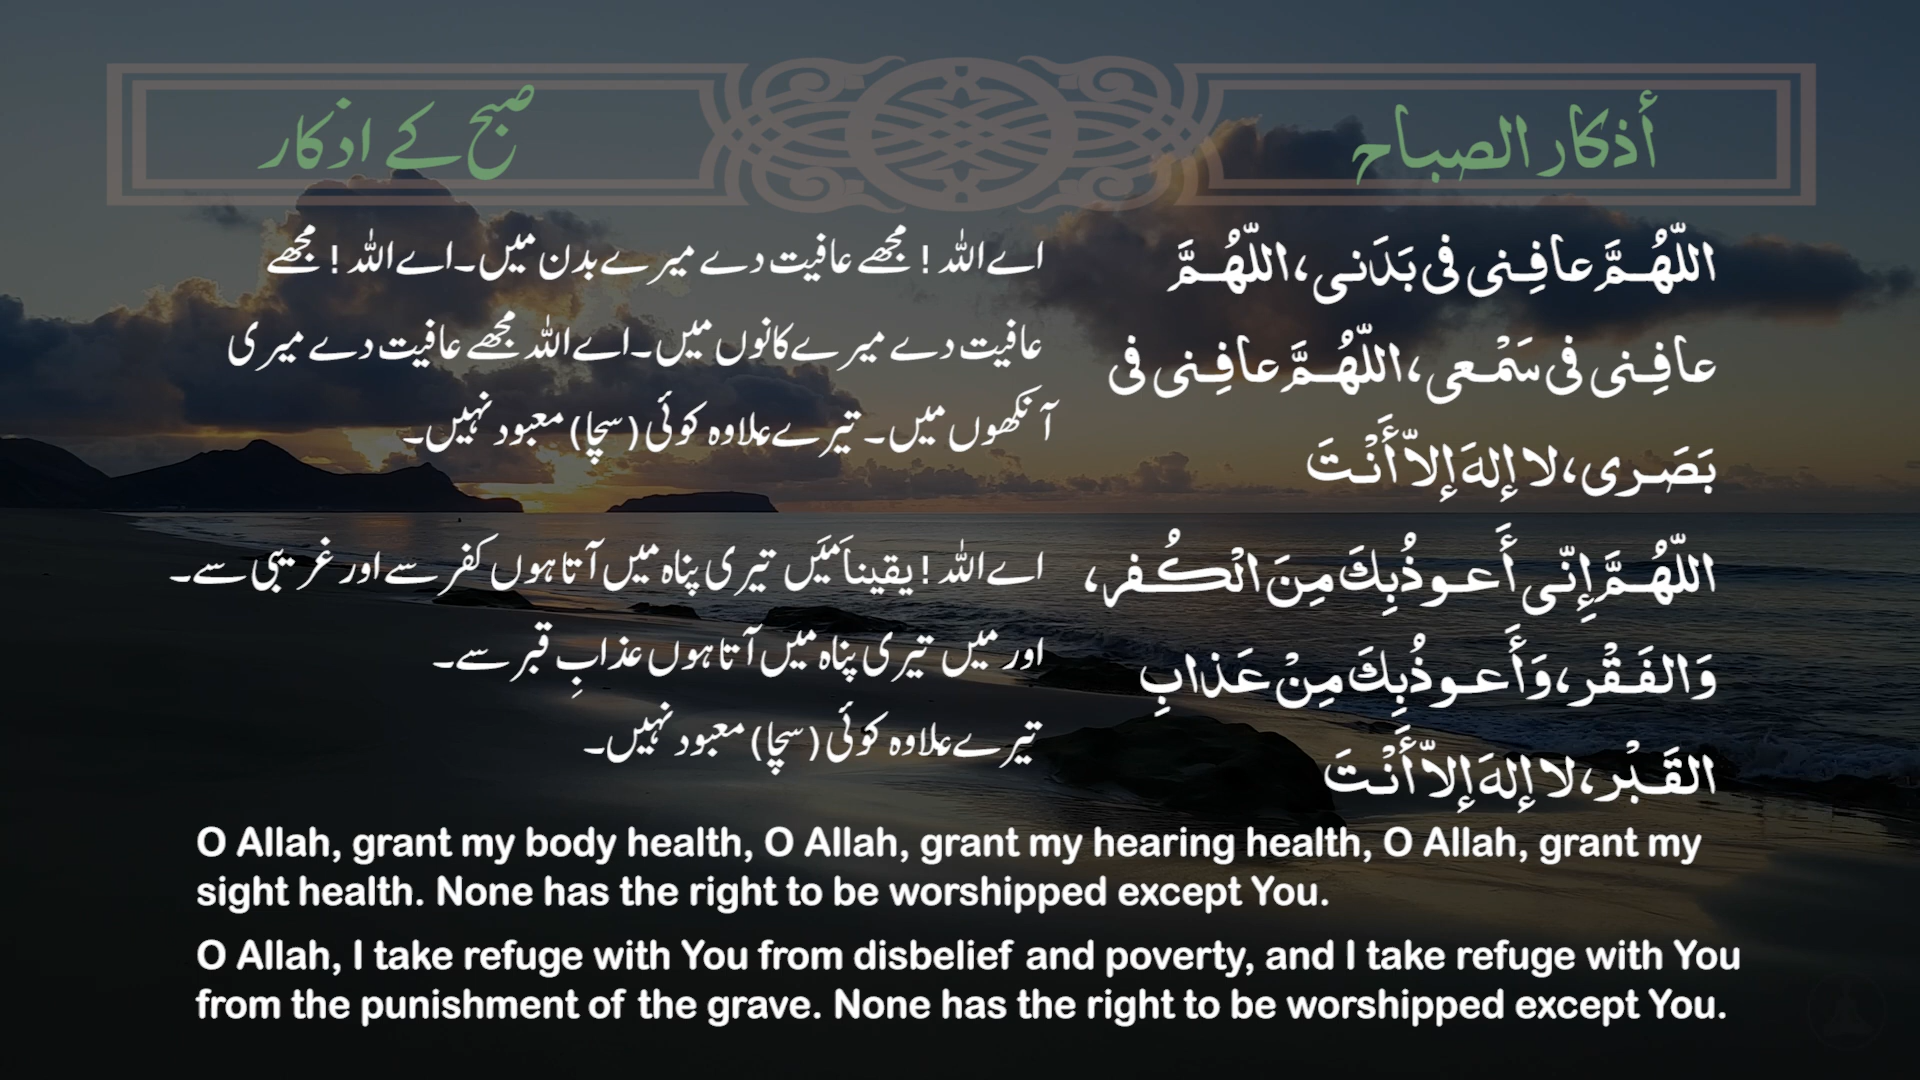 أذكار الصباح
صبح کے اذکار
اللّٰهُمَّ عافِني في بَدَني، اللّٰهُمَّ
عافِني في سَمْعي، اللّٰهُمَّ عافِني في
بَصَري، لا إلهَ إلاّ أَنْتَ
اللّٰهُمَّ إِنّي أَعوذُبِكَ مِنَ الْكُفر،
وَالفَقْر، وَأَعوذُبِكَ مِنْ عَذابِ
القَبْر، لا إلهَ إلاّ أَنْتَ
اے اللہ ! مجھے عافیت دے میرے بدن میں۔ اے اللہ ! مجھے
عافیت دے میرے کانوں میں۔ اے اللہ مجھے عافیت دے میری
آنکھوں میں۔ تیرے علاوہ کوئی (سچا) معبود نہیں۔
اے اللہ ! یقیناَ مَیَں تیری پناہ میں آتا ہوں کفر سے اور غریبی سے۔
اور میں تیری پناہ میں آتا ہوں عذابِ قبر سے۔
تیرے علاوہ کوئی (سچا) معبود نہیں۔
O Allah, grant my body health, O Allah, grant my hearing health, O Allah, grant my
sight health. None has the right to be worshipped except You.
O Allah, I take refuge with You from disbelief and poverty, and I take refuge with You
from the punishment of the grave. None has the right to be worshipped except You.